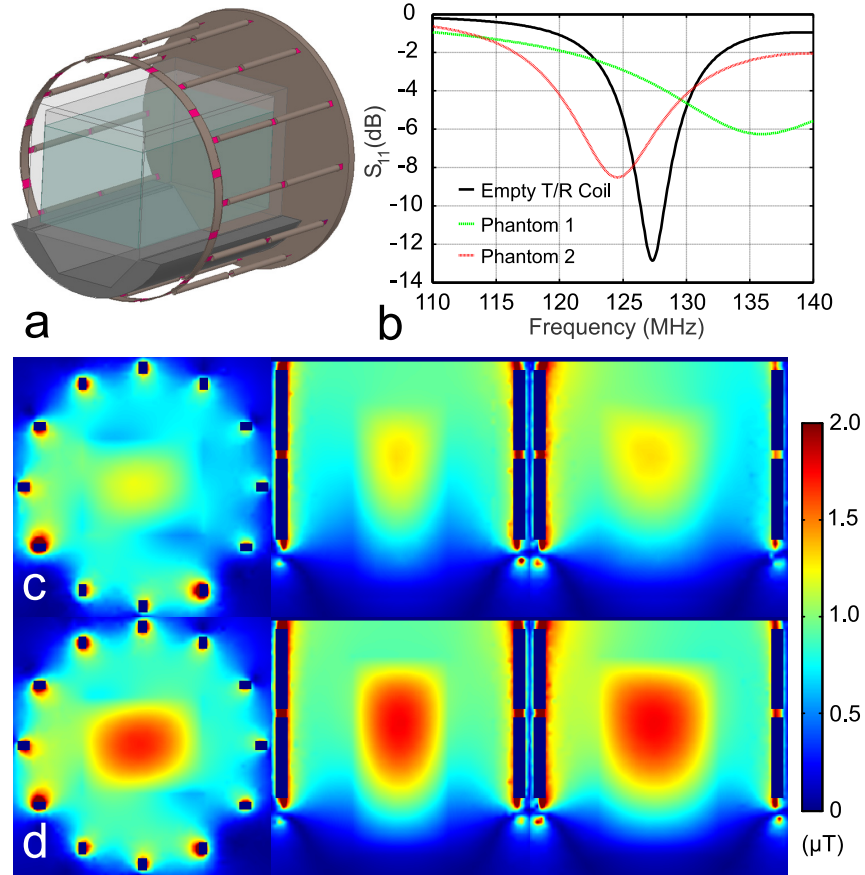 a
0
-2
-4
-6
-8
-10
-12
-14
S11(dB)
Empty T/R Coil
Phantom 1
Phantom 2
110 115 120 125 130 135 140
Frequency (MHz)
b
c
d
2.0
1.5
1.0
0.5
0
(µT)